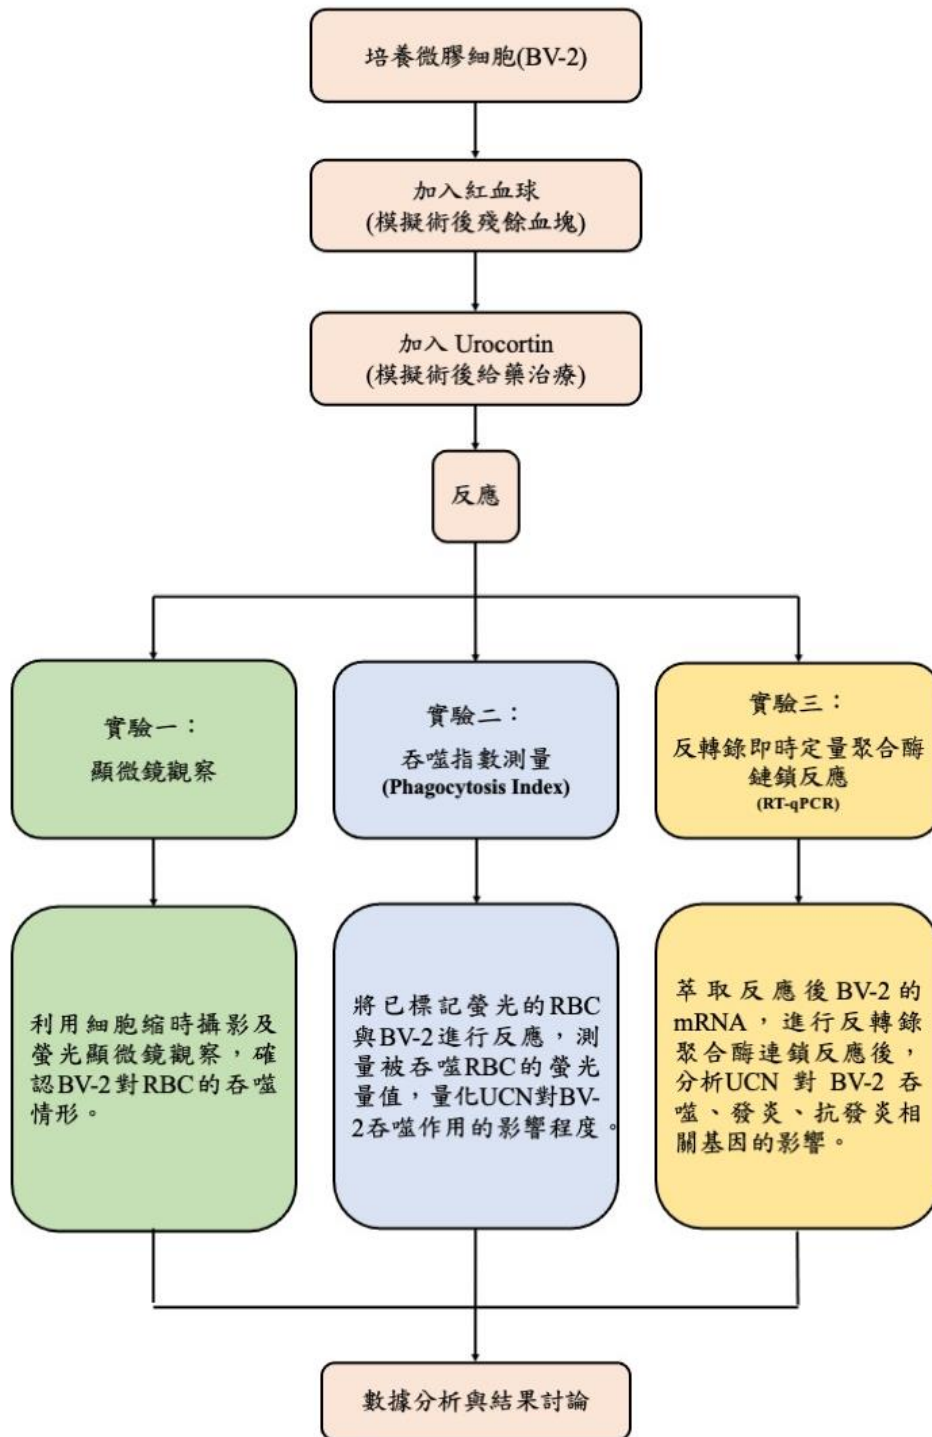 培養微膠細胞(BV-2)
加入紅血球
(模擬術後殘餘血塊)
加入 Urocortin
(模擬術後給藥治療)
反應
實驗一：
顯微鏡觀察
實驗二：
吞噬指數測量
(Phagocytosis Index)
實驗三：
反轉錄即時定量聚合酶
鏈鎖反應
(RT-qPCR)
利用細胞縮時攝影及
螢光顯微鏡觀察，確
認BV-2對RBC的吞噬
情形。
將已標記螢光的RBC
與BV-2進行反應，測
量被吞噬RBC的螢光
量值，量化UCN對BV-
2吞噬作用的影響程度。
萃取反應後BV-2的
mRNA，進行反轉錄
聚合酶連鎖反應後，
分析UCN 對 BV-2 吞
噬、發炎、抗發炎相
關基因的影響。
數據分析與結果討論